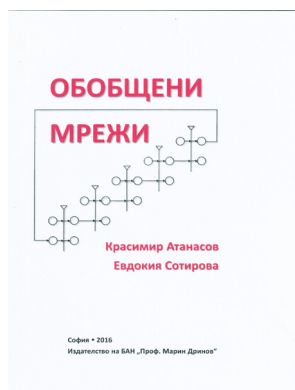 ОБОБЩЕНИ
МРЕЖИ
Красимир Атанасов
Евдокия Сотирова
София • 2016
Издателство на БАН „Проф. Марин Дринов“